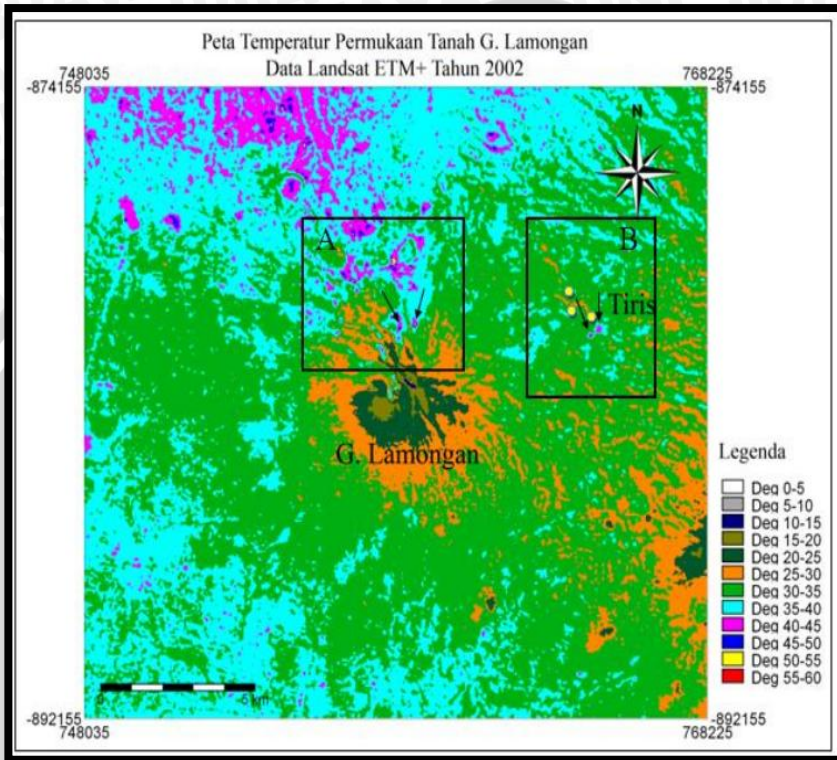 Peta Temperatur Permukaan Tanah G. Lamongan
Data Landsat ETM+ Tahun 2002
748035
768225
-874155
-874155
N
A
B
Tiris
G. Lamongan
Legenda
Deg 0-5
Deg 5-10
Deg 10-15
Deg 15-20
Deg 20-25
Deg 25-30
Deg 30-35
Deg 35-40
Deg 40-45
Deg 45-50
Deg 50-55
Deg 55-60
0 6 km
-892155
-892155
748035
768225